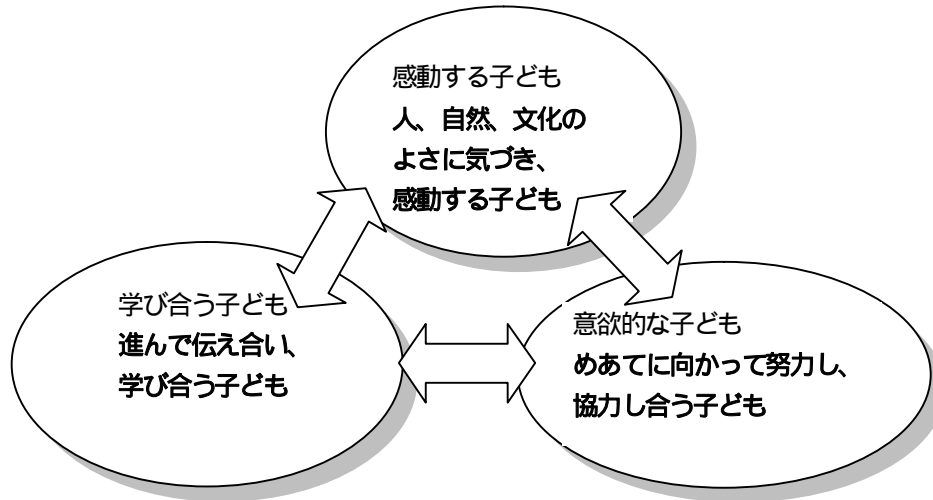 感動する子ども
人、自然、文化の
よさに気づき、
感動する子ども
学び合う子ども
進んで伝え合い、
学び合う子ども
意欲的な子ども
めあてに向かって努力し、
協力し合う子ども